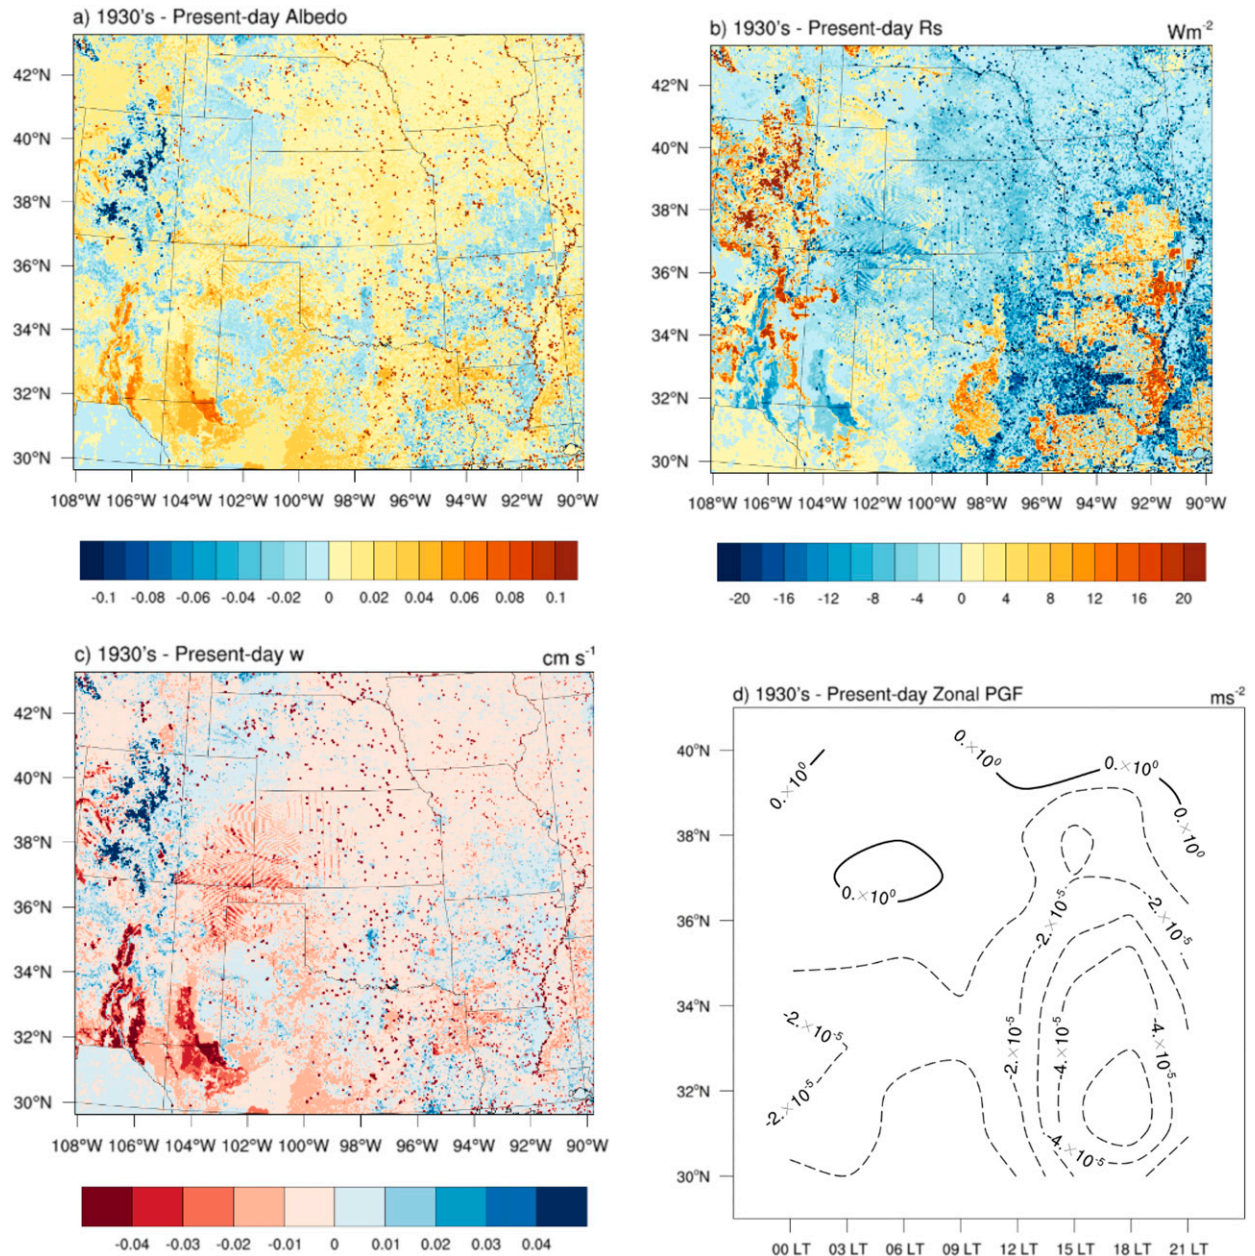 a) 1930's - Present-day Albedo
42°N
40°N
38°N
36°N
34°N
32°N
30°N
108°W 106°W 104°W 102°W 100°W 98°W 96°W 94°W 92°W 90°W
-0.1 -0.08 -0.06 -0.04 -0.02 0 0.02 0.04 0.06 0.08 0.1
b) 1930's - Present-day Rs Wm-2
42°N
40°N
38°N
36°N
34°N
32°N
30°N
108°W 106°W 104°W 102°W 100°W 98°W 96°W 94°W 92°W 90°W
-20 -16 -12 -8 -4 0 4 8 12 16 20
c) 1930's - Present-day w cm s-1
42°N
40°N
38°N
36°N
34°N
32°N
30°N
108°W 106°W 104°W 102°W 100°W 98°W 96°W 94°W 92°W 90°W
-0.04 -0.03 -0.02 -0.01 0 0.01 0.02 0.03 0.04
d) 1930's - Present-day Zonal PGF ms-2
40°N
38°N
36°N
34°N
32°N
30°N
0.×10⁰
0.×10⁰
0.×10⁰
0.×10⁰
0.×10⁰
-2.×10-5
-2.×10-5
-2.×10-5
-2.×10-5
-2.×10-5
-4.×10-5
-4.×10-5
-4.×10-5
00 LT 03 LT 06 LT 09 LT 12 LT 15 LT 18 LT 21 LT